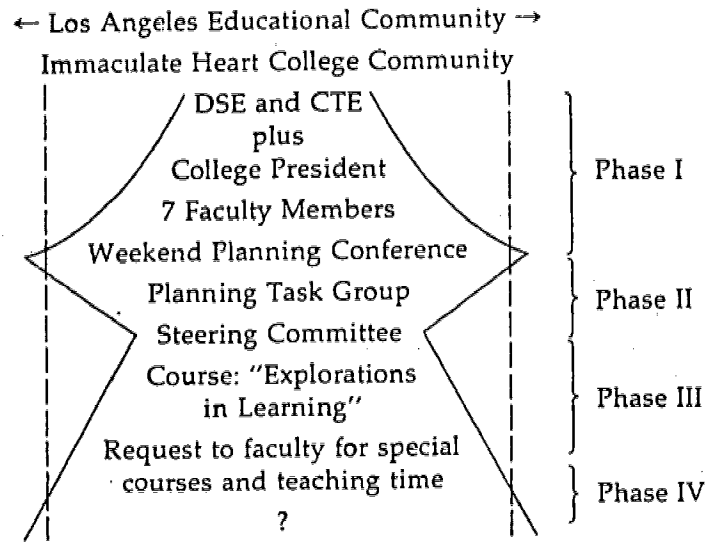 ← Los Angeles Educational Community →
Immaculate Heart College Community
DSE and CTE
plus
College President
7 Faculty Members
Weekend Planning Conference
Planning Task Group
Steering Committee
Course: "Explorations
in Learning"
Request to faculty for special
courses and teaching time
?
Phase I
Phase II
Phase III
Phase IV